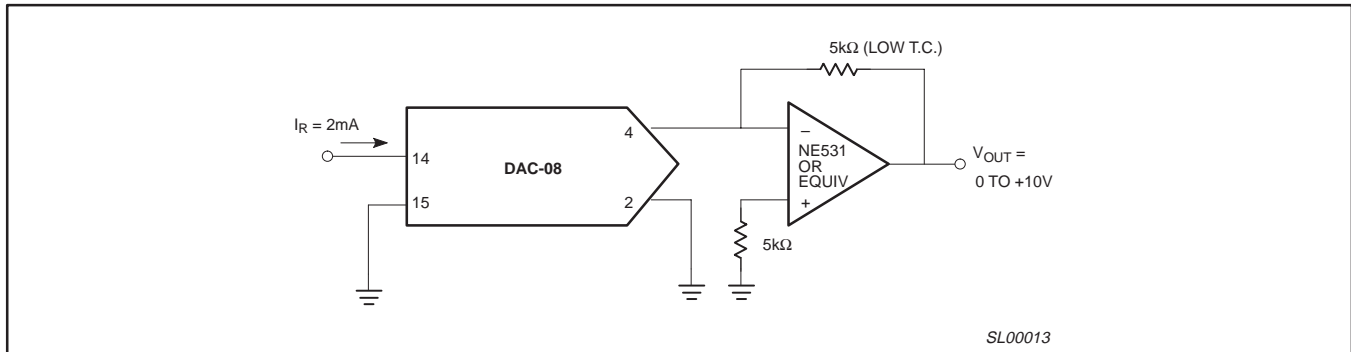 5kΩ (LOW T.C.)
I_R = 2mA
4
14
DAC-08
15
2
–
NE531
OR
EQUIV
+
V_OUT =
0 TO +10V
5kΩ
SL00013